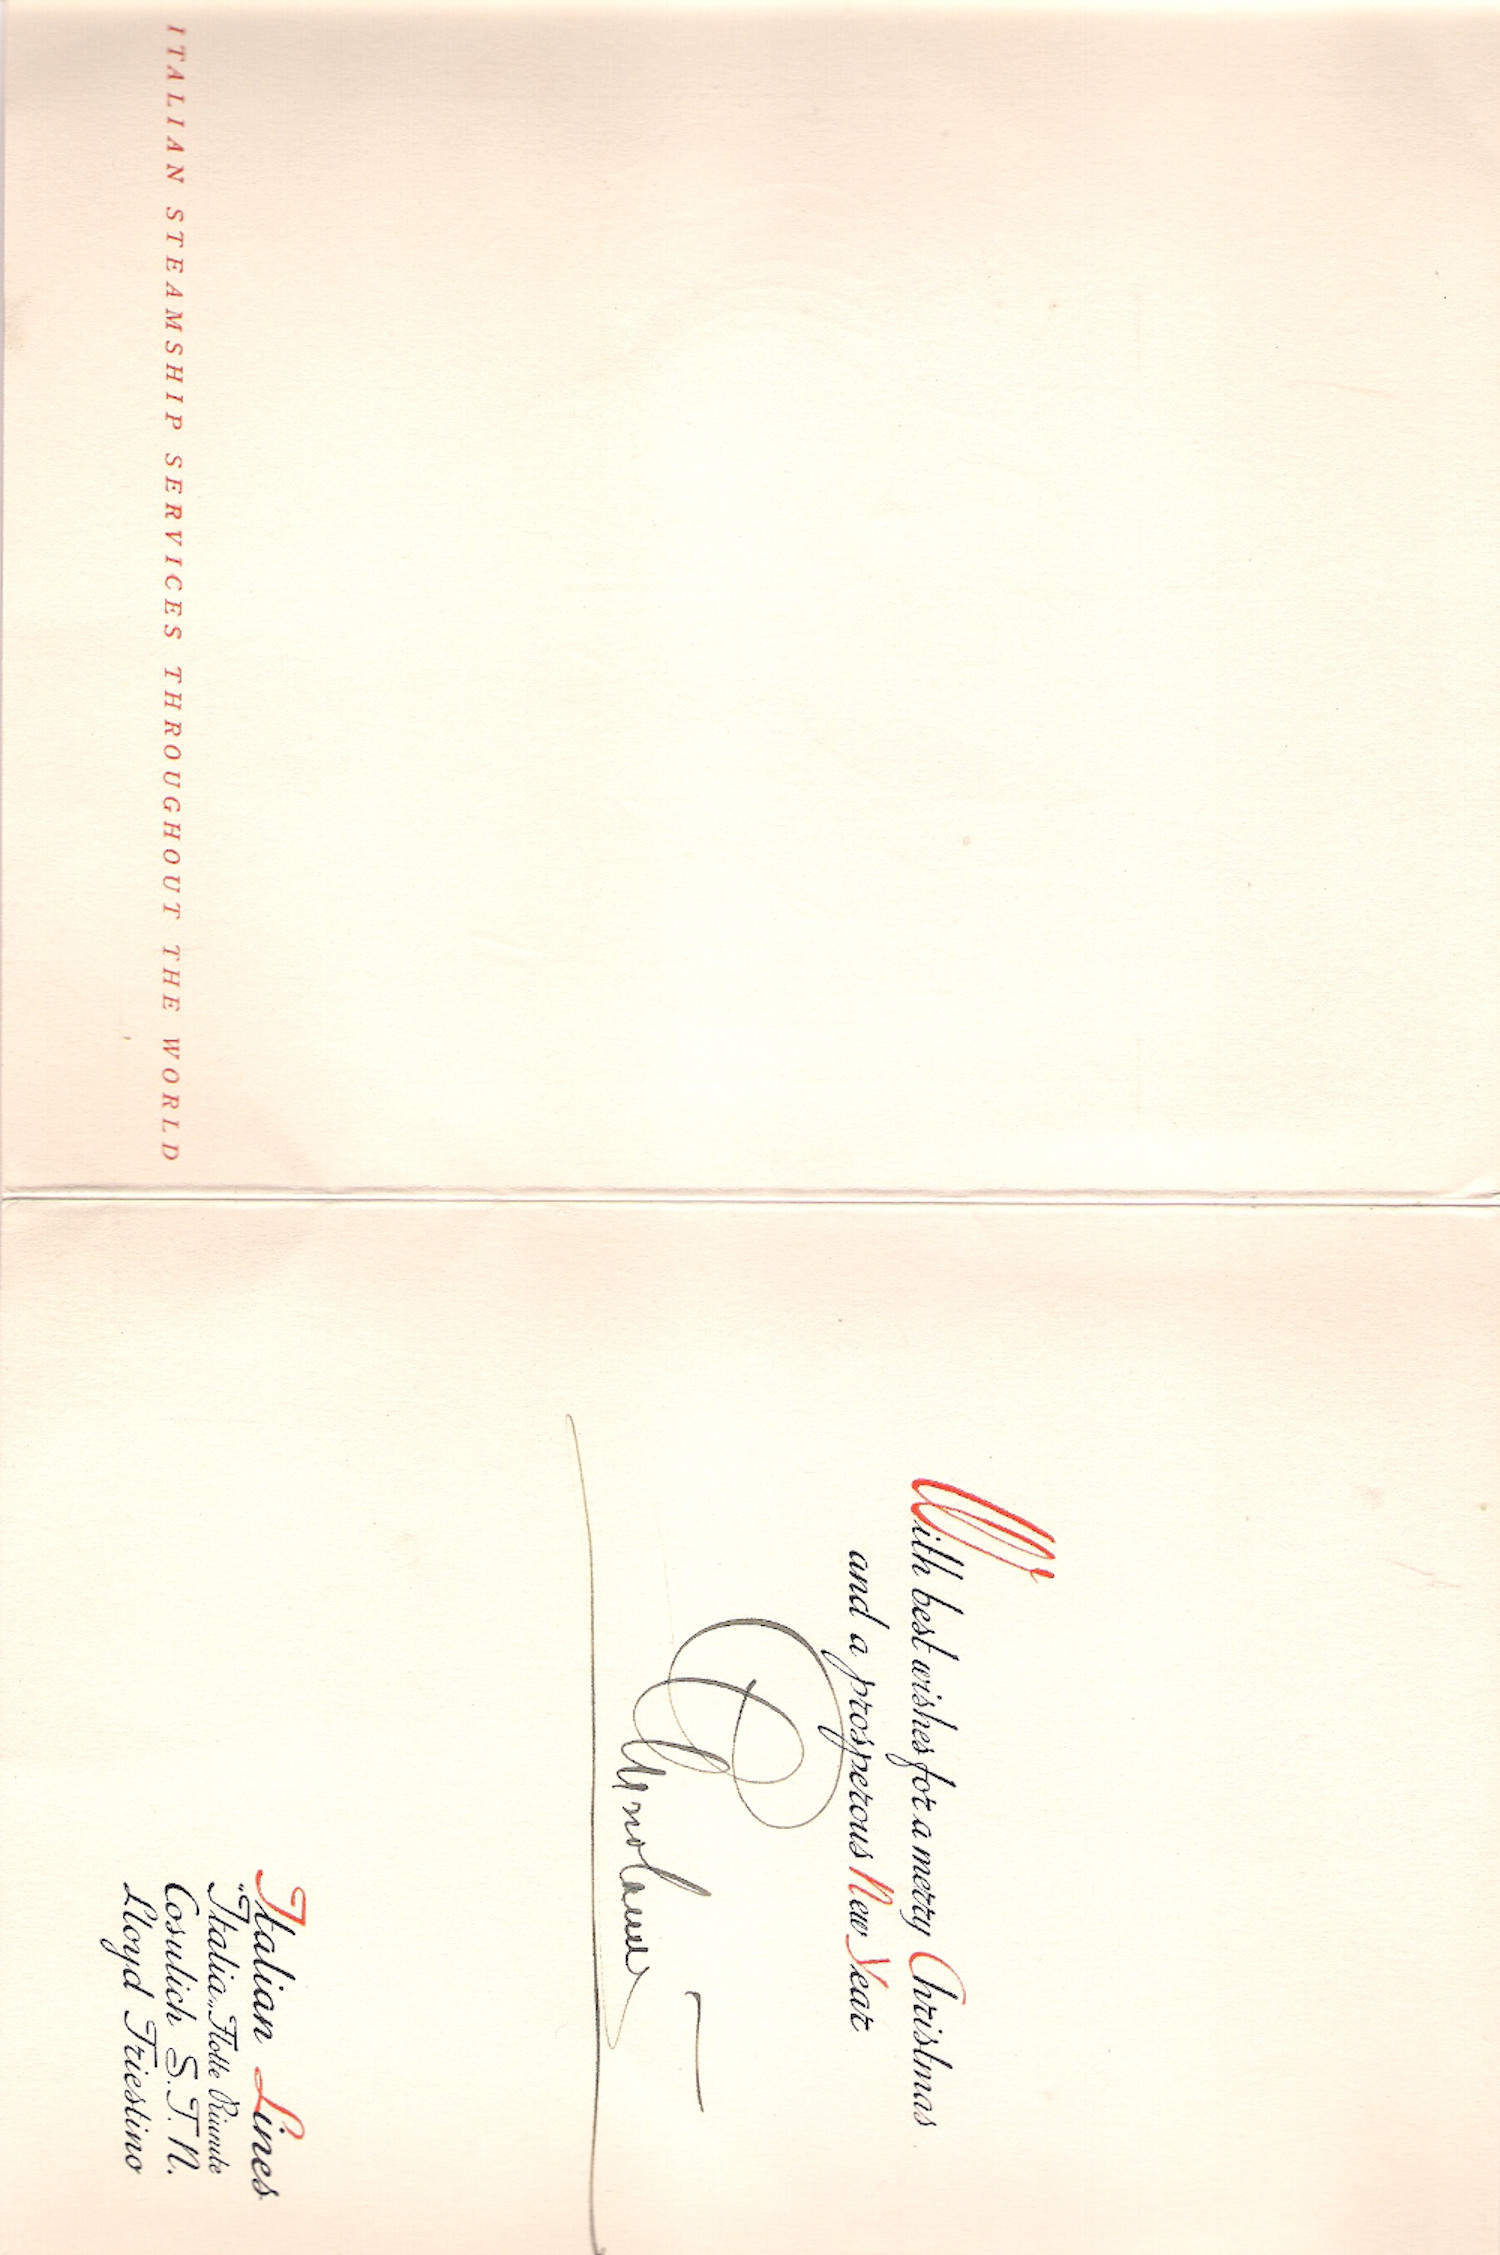 ITALIAN STEAMSHIP SERVICES THROUGHOUT THE WORLD
With best wishes for a merry Christmas
and a prosperous New Year
Italian Lines
"Italia„ Flotte Riunite
Cosulich S.T.N.
Lloyd Triestino